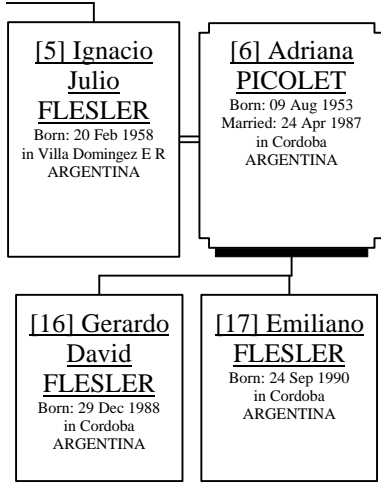 [5] Ignacio
Julio
FLESLER
Born: 20 Feb 1958
in Villa Domingez E R
ARGENTINA
[6] Adriana
PICOLET
Born: 09 Aug 1953
Married: 24 Apr 1987
in Cordoba
ARGENTINA
[16] Gerardo
David
FLESLER
Born: 29 Dec 1988
in Cordoba
ARGENTINA
[17] Emiliano
FLESLER
Born: 24 Sep 1990
in Cordoba
ARGENTINA